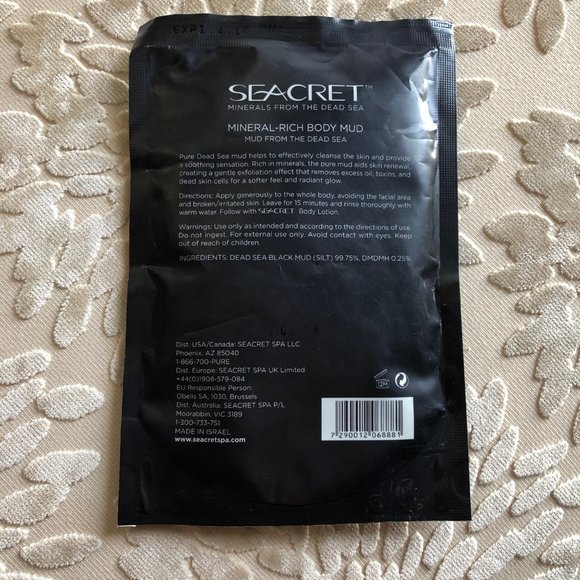 SEACRET™
MINERALS FROM THE DEAD SEA
MINERAL-RICH BODY MUD
MUD FROM THE DEAD SEA
Pure Dead Sea mud helps to effectively cleanse the skin and provide
a soothing sensation. Rich in minerals, the pure mud aids skin renewal,
creating a gentle exfoliation effect that removes excess oil, toxins, and
dead skin cells for a softer feel and radiant glow.
Directions: Apply generously to the whole body, avoiding the facial area
and broken/irritated skin. Leave for 15 minutes and rinse thoroughly with
warm water. Follow with SEACRET Body Lotion.
Warnings: Use only as intended and according to the directions of use.
Do not ingest. For external use only. Avoid contact with eyes. Keep
out of reach of children.
INGREDIENTS: DEAD SEA BLACK MUD (SILT) 99.75%, DMDMH 0.25%
Dist. USA/Canada: SEACRET SPA LLC
Phoenix, AZ 85040
1-866-700-PURE
Dist. Europe: SEACRET SPA UK Limited
+44(0)1908-579-084
EU Responsible Person:
Obelis SA, 1030, Brussels
Dist. Australia: SEACRET SPA P/L
Moorabbin, VIC 3189
1-300-733-751
MADE IN ISRAEL
www.seacretspa.com
12M
7 290012 068881